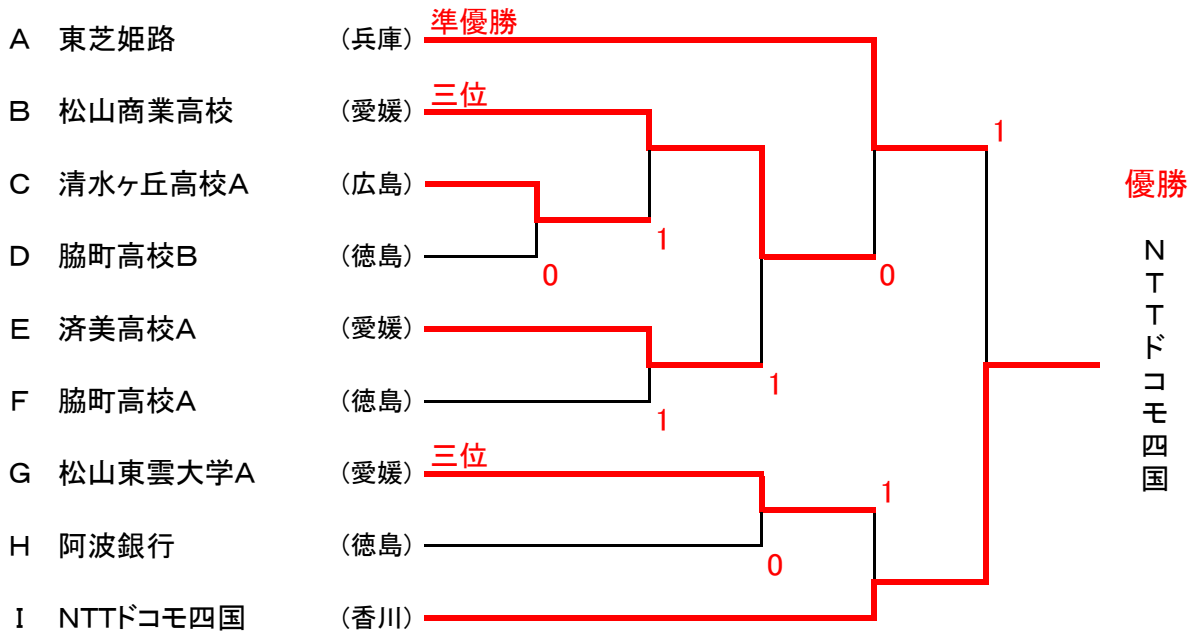 A 東芝姫路 (兵庫) 準優勝
B 松山商業高校 (愛媛) 三位
1
C 清水ヶ丘高校A (広島)
優勝
1
D 脇町高校B (徳島)
0
0
E 済美高校A (愛媛)
1
F 脇町高校A (徳島)
1
G 松山東雲大学A (愛媛) 三位
1
H 阿波銀行 (徳島)
0
I NTTドコモ四国 (香川)
NTTドコモ四国